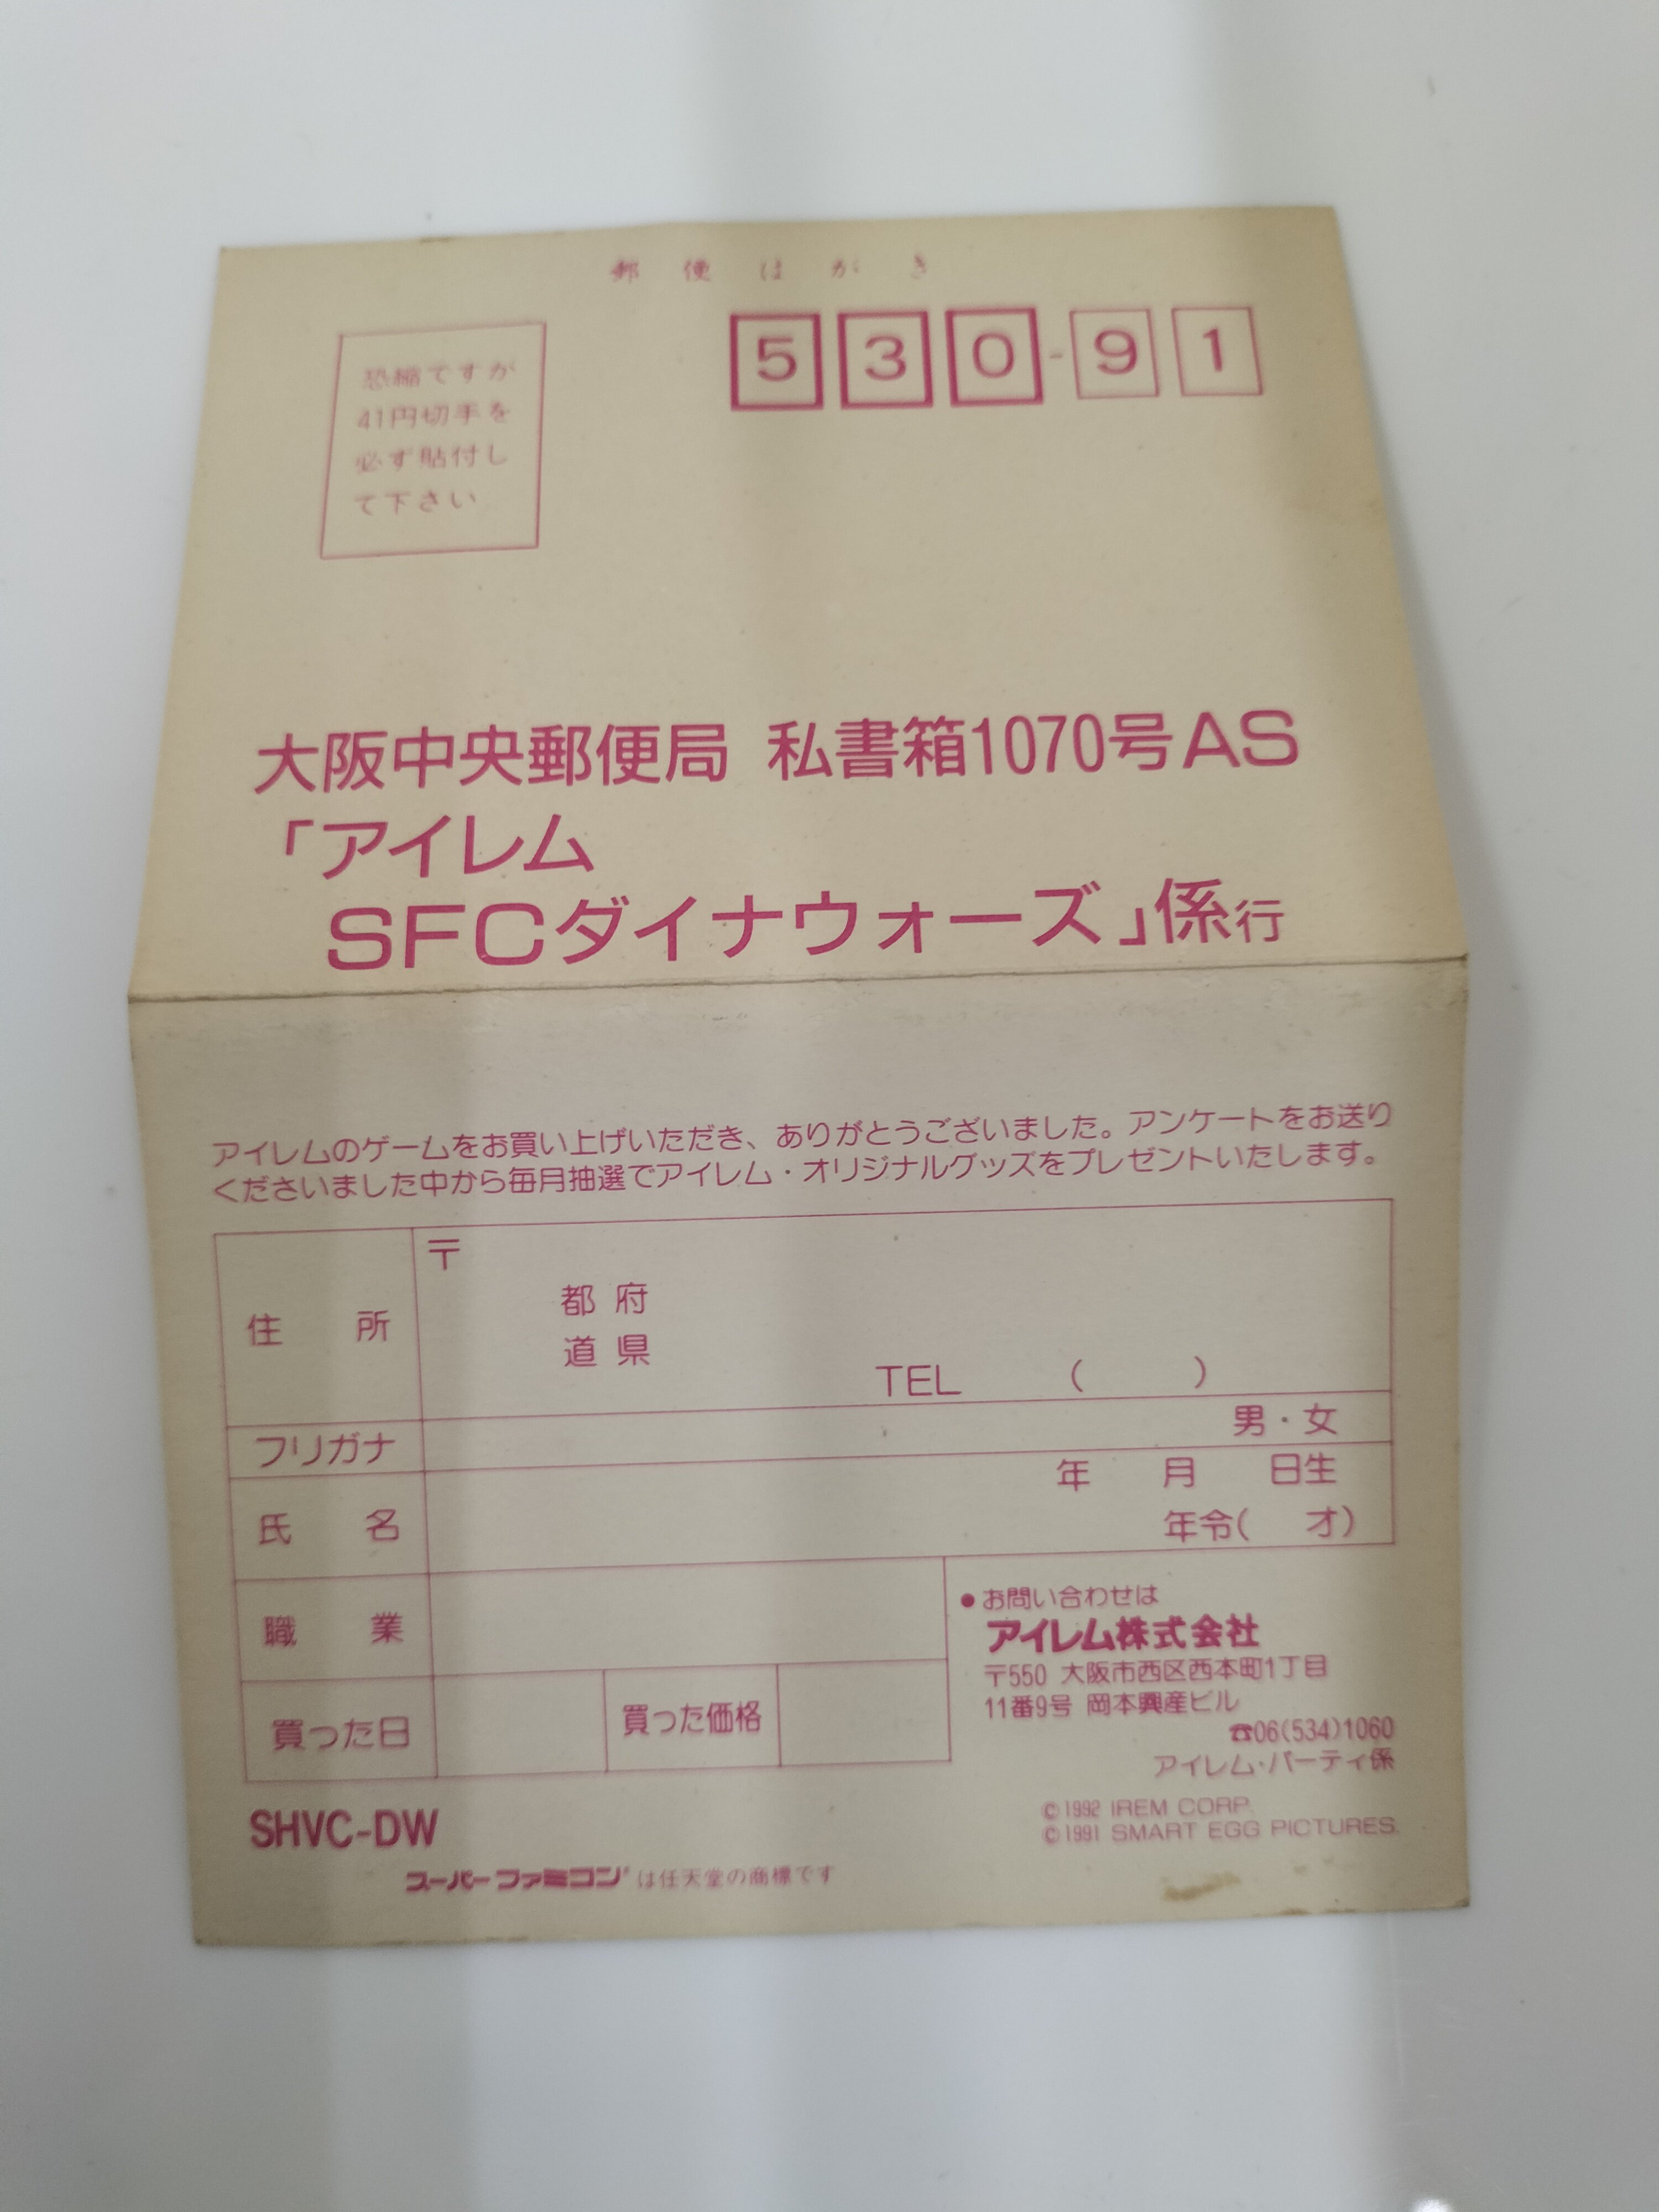 郵便はがき
恐縮ですが
41円切手を
必ず貼付し
て下さい
530-91
大阪中央郵便局 私書箱1070号AS
「アイレム
SFCダイナウォーズ」係行
アイレムのゲームをお買い上げいただき、ありがとうございました。アンケートをお送り
くださいました中から毎月抽選でアイレム・オリジナルグッズをプレゼントいたします。
住所
〒
都府
道県
TEL ( )
フリガナ
男・女
氏名
年 月 日生
年令( 才)
職業
買った日
買った価格
●お問い合わせは
アイレム株式会社
〒550 大阪市西区西本町1丁目
11番9号 岡本興産ビル
☎06(534)1060
アイレム・パーティ係
SHVC-DW
©1992 IREM CORP.
©1991 SMART EGG PICTURES.
スーパーファミコン®は任天堂の商標です